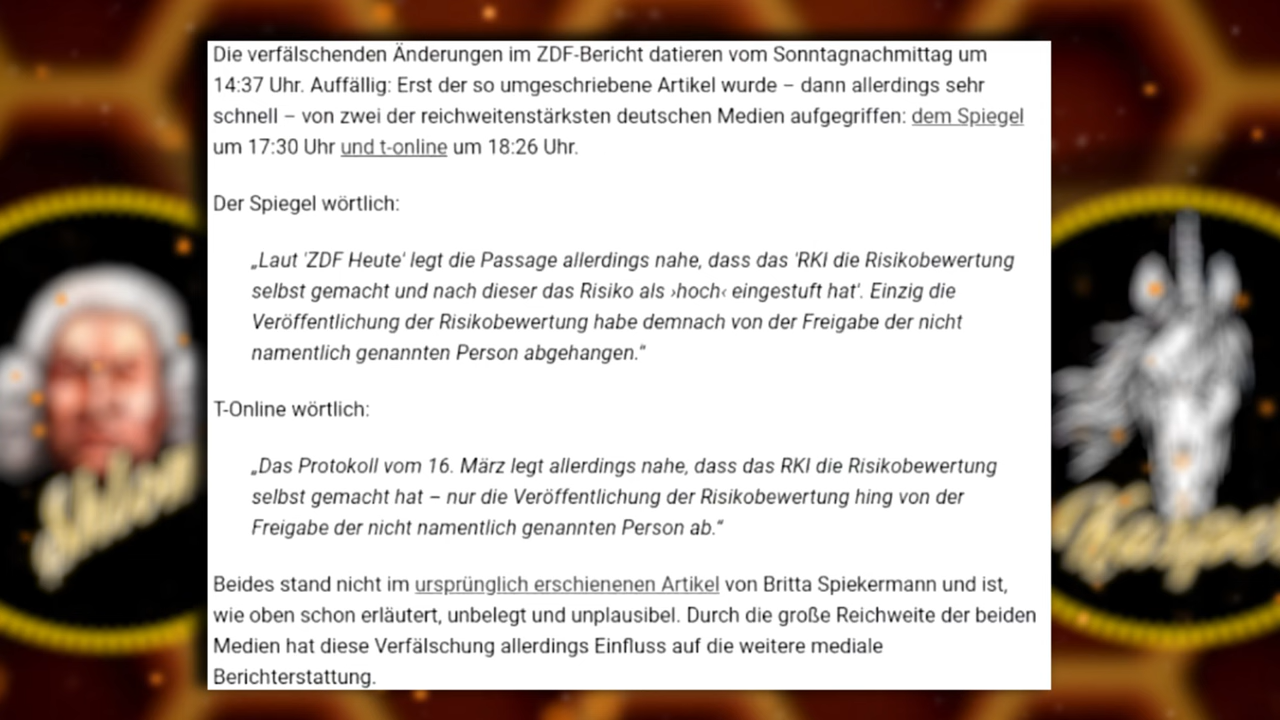 Die verfälschenden Änderungen im ZDF-Bericht datieren vom Sonntagnachmittag um
14:37 Uhr. Auffällig: Erst der so umgeschriebene Artikel wurde – dann allerdings sehr
schnell – von zwei der reichweitenstärksten deutschen Medien aufgegriffen: dem Spiegel
um 17:30 Uhr und t-online um 18:26 Uhr.
Der Spiegel wörtlich:
„Laut 'ZDF Heute' legt die Passage allerdings nahe, dass das 'RKI die Risikobewertung
selbst gemacht und nach dieser das Risiko als ›hoch‹ eingestuft hat'. Einzig die
Veröffentlichung der Risikobewertung habe demnach von der Freigabe der nicht
namentlich genannten Person abgehangen.“
T-Online wörtlich:
„Das Protokoll vom 16. März legt allerdings nahe, dass das RKI die Risikobewertung
selbst gemacht hat – nur die Veröffentlichung der Risikobewertung hing von der
Freigabe der nicht namentlich genannten Person ab.“
Beides stand nicht im ursprünglich erschienenen Artikel von Britta Spiekermann und ist,
wie oben schon erläutert, unbelegt und unplausibel. Durch die große Reichweite der beiden
Medien hat diese Verfälschung allerdings Einfluss auf die weitere mediale
Berichterstattung.